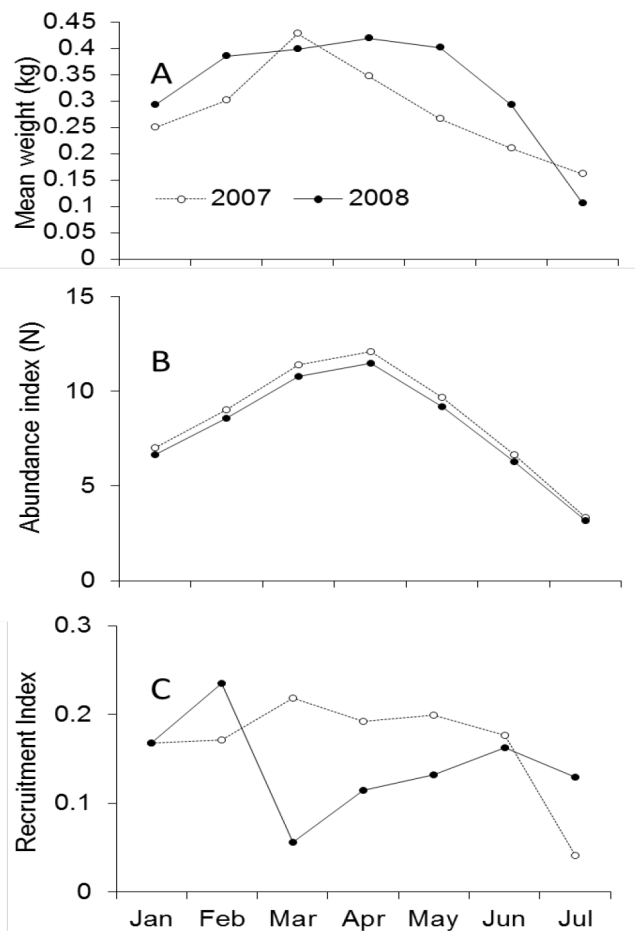 Mean weight (kg)
0.45
0.4
0.35
0.3
0.25
0.2
0.15
0.1
0.05
0
A
2007 2008
Abundance index (N)
15
10
5
0
B
Recruitment Index
0.3
0.2
0.1
0
C
Jan Feb Mar Apr May Jun Jul